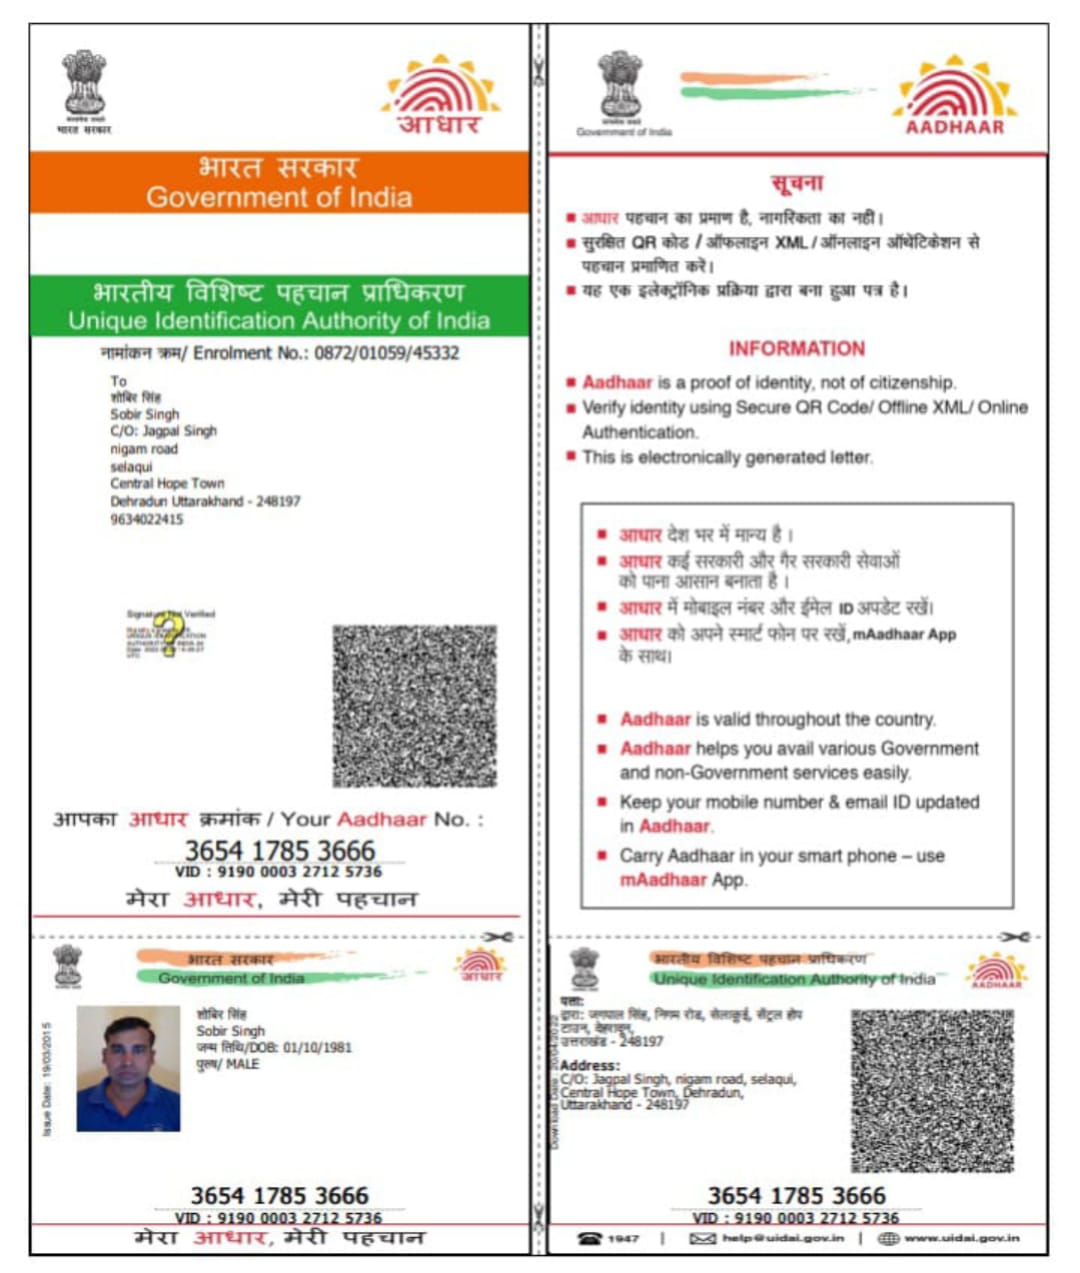 भारत सरकार
आधार
भारत सरकार
Government of India
भारतीय विशिष्ट पहचान प्राधिकरण
Unique Identification Authority of India
नामांकन क्रम/ Enrolment No.: 0872/01059/45332
To
शोबिर सिंह
Sobir Singh
C/O: Jagpal Singh
nigam road
selaqui
Central Hope Town
Dehradun Uttarakhand - 248197
9634022415
Signature Not Verified
आपका आधार क्रमांक / Your Aadhaar No. :
3654 1785 3666
VID : 9190 0003 2712 5736
मेरा आधार, मेरी पहचान
भारत सरकार
Government of India
आधार
Issue Date: 19/03/2015
शोबिर सिंह
Sobir Singh
जन्म तिथि/DOB: 01/10/1981
पुरुष/ MALE
3654 1785 3666
VID : 9190 0003 2712 5736
मेरा आधार, मेरी पहचान
Government of India
AADHAAR
सूचना
आधार पहचान का प्रमाण है, नागरिकता का नहीं।
सुरक्षित QR कोड / ऑफलाइन XML / ऑनलाइन ऑथेंटिकेशन से
पहचान प्रमाणित करें।
यह एक इलेक्ट्रॉनिक प्रक्रिया द्वारा बना हुआ पत्र है।
INFORMATION
Aadhaar is a proof of identity, not of citizenship.
Verify identity using Secure QR Code/ Offline XML/ Online
Authentication.
This is electronically generated letter.
आधार देश भर में मान्य है ।
आधार कई सरकारी और गैर सरकारी सेवाओं
को पाना आसान बनाता है ।
आधार में मोबाइल नंबर और ईमेल ID अपडेट रखें।
आधार को अपने स्मार्ट फोन पर रखें, mAadhaar App
के साथ।
Aadhaar is valid throughout the country.
Aadhaar helps you avail various Government
and non-Government services easily.
Keep your mobile number & email ID updated
in Aadhaar.
Carry Aadhaar in your smart phone – use
mAadhaar App.
भारतीय विशिष्ट पहचान प्राधिकरण
Unique Identification Authority of India
AADHAAR
Download Date: 20/04/2022
पता:
द्वारा: जगपाल सिंह, निगम रोड, सेलाकुई, सेंट्रल होप
टाउन, देहरादून,
उत्तराखंड - 248197
Address:
C/O: Jagpal Singh, nigam road, selaqui,
Central Hope Town, Dehradun,
Uttarakhand - 248197
3654 1785 3666
VID : 9190 0003 2712 5736
1947 | help@uidai.gov.in | www.uidai.gov.in